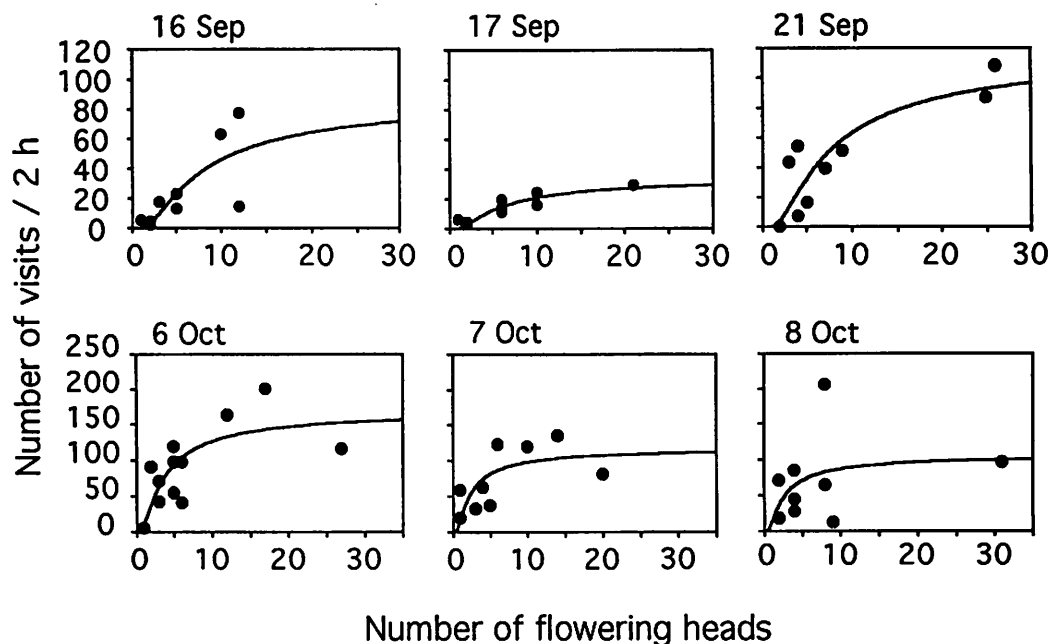 16 Sep
17 Sep
21 Sep
120
100
80
60
40
20
0
0 10 20 30
0 10 20 30
0 10 20 30
6 Oct
7 Oct
8 Oct
250
200
150
100
50
0
0 10 20 30
0 10 20 30
0 10 20 30
Number of visits / 2 h
Number of flowering heads